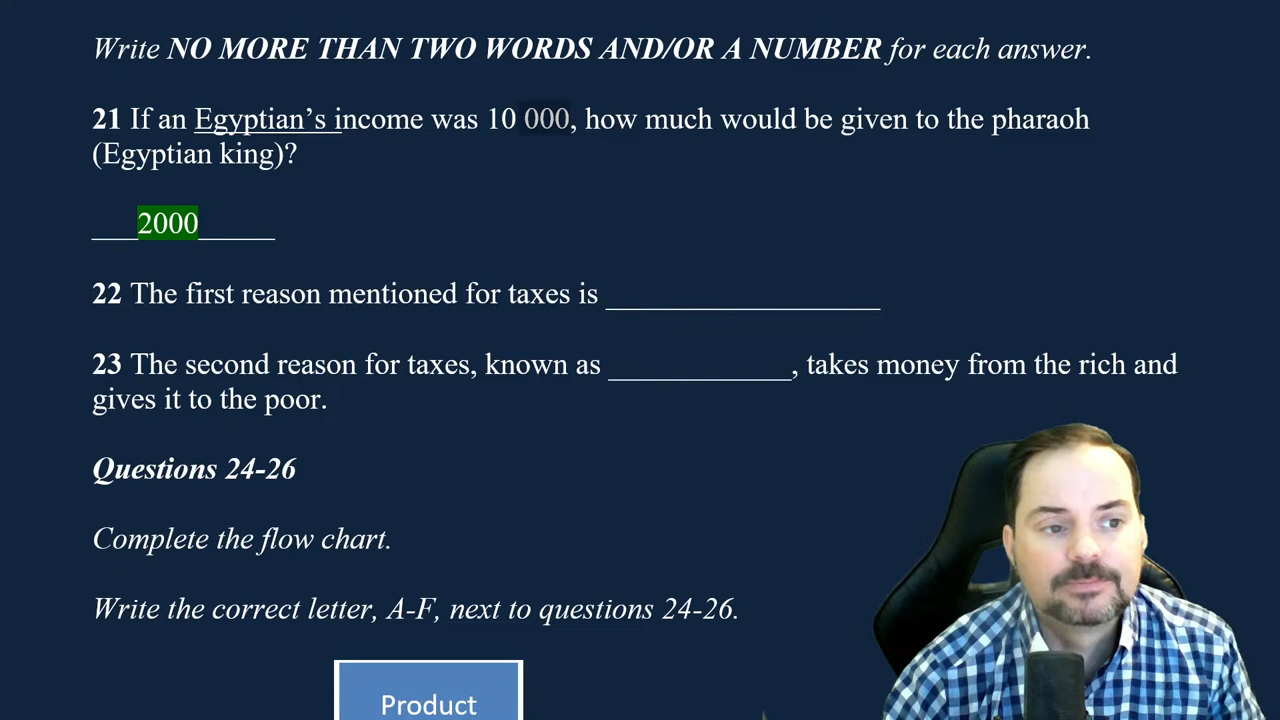 Write NO MORE THAN TWO WORDS AND/OR A NUMBER for each answer.
21 If an Egyptian’s income was 10 000, how much would be given to the pharaoh
(Egyptian king)?
___2000_____
22 The first reason mentioned for taxes is __________________
23 The second reason for taxes, known as ____________, takes money from the rich and
gives it to the poor.
Questions 24-26
Complete the flow chart.
Write the correct letter, A-F, next to questions 24-26.
Product